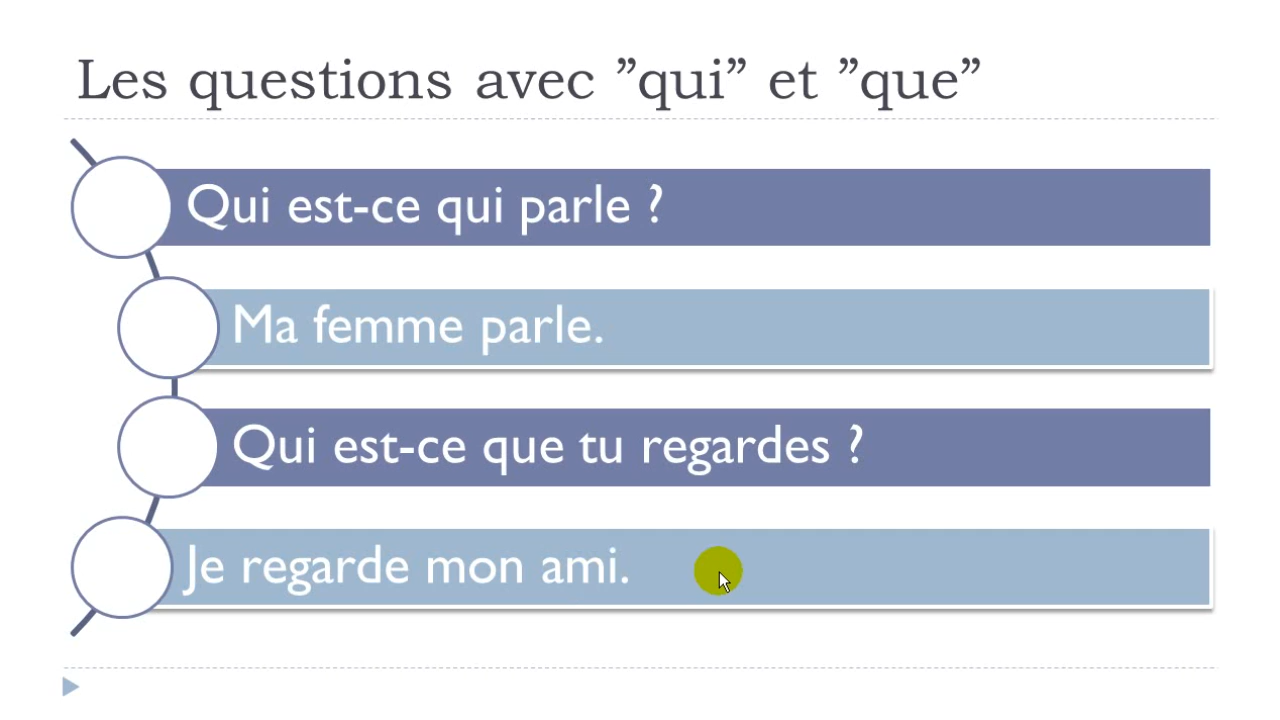 Les questions avec ”qui” et ”que”
Qui est-ce qui parle ?
Ma femme parle.
Qui est-ce que tu regardes ?
Je regarde mon ami.